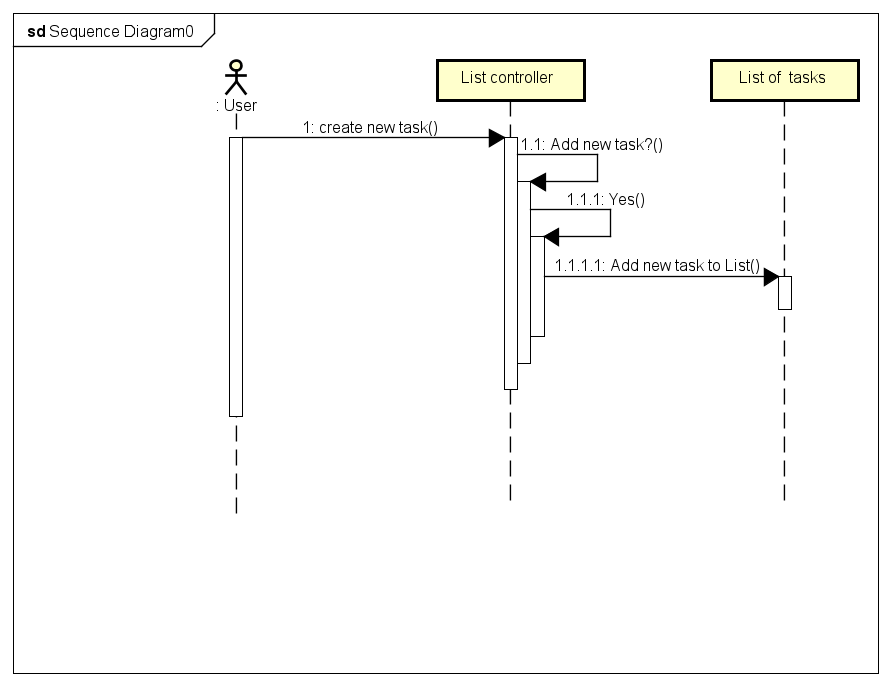 sd Sequence Diagram0
: User
List controller
List of tasks
1: create new task()
1.1: Add new task?()
1.1.1: Yes()
1.1.1.1: Add new task to List()